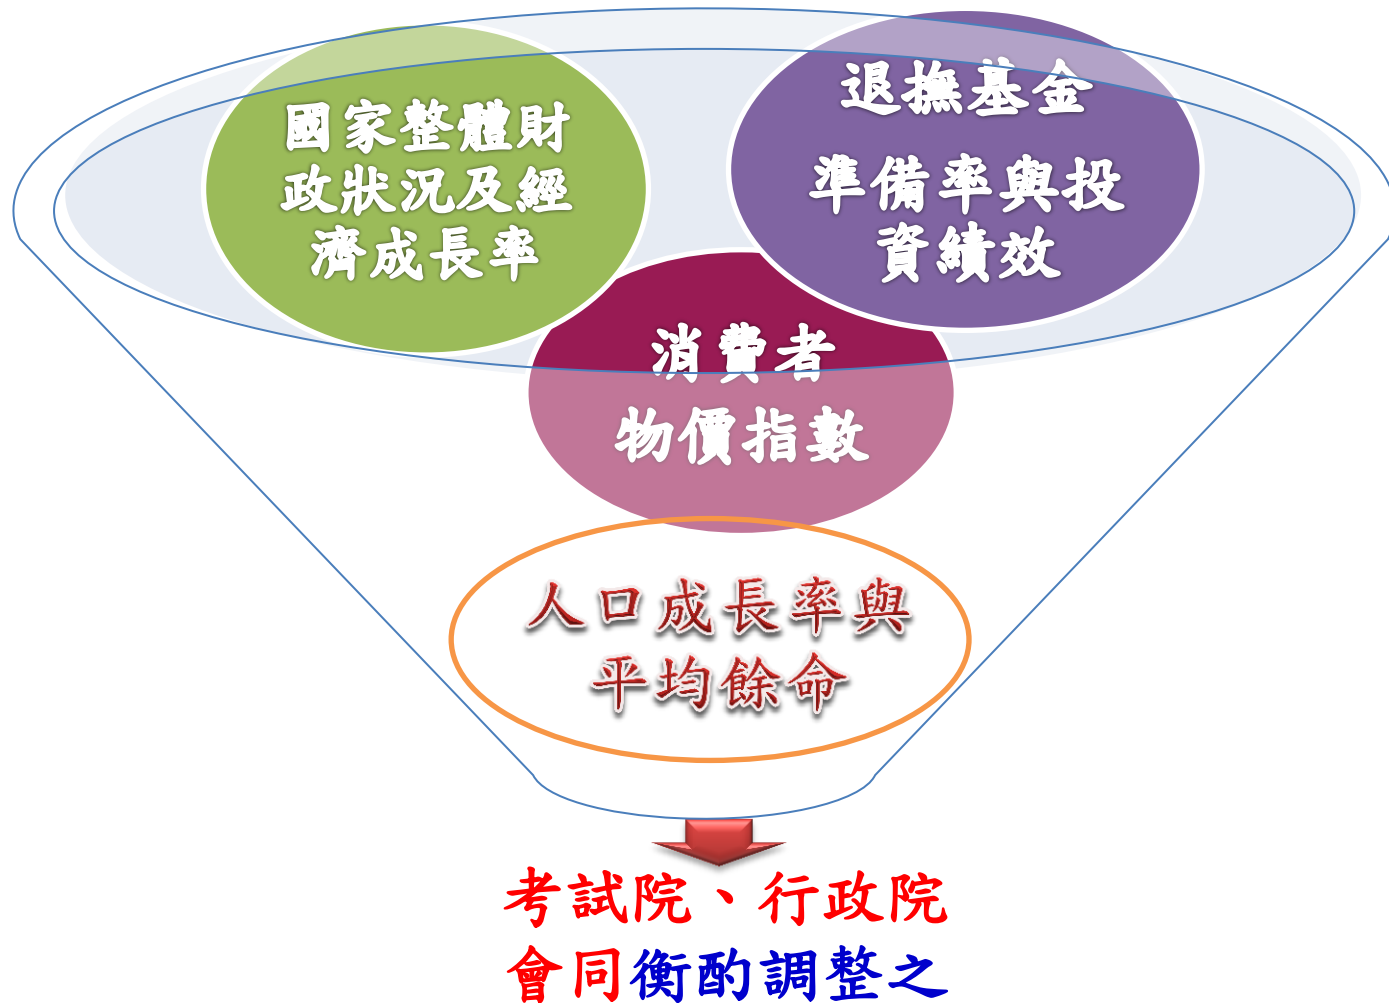 國家整體財
政狀況及經
濟成長率
退撫基金
準備率與投
資績效
消費者
物價指數
人口成長率與
平均餘命
考試院、行政院
會同衡酌調整之